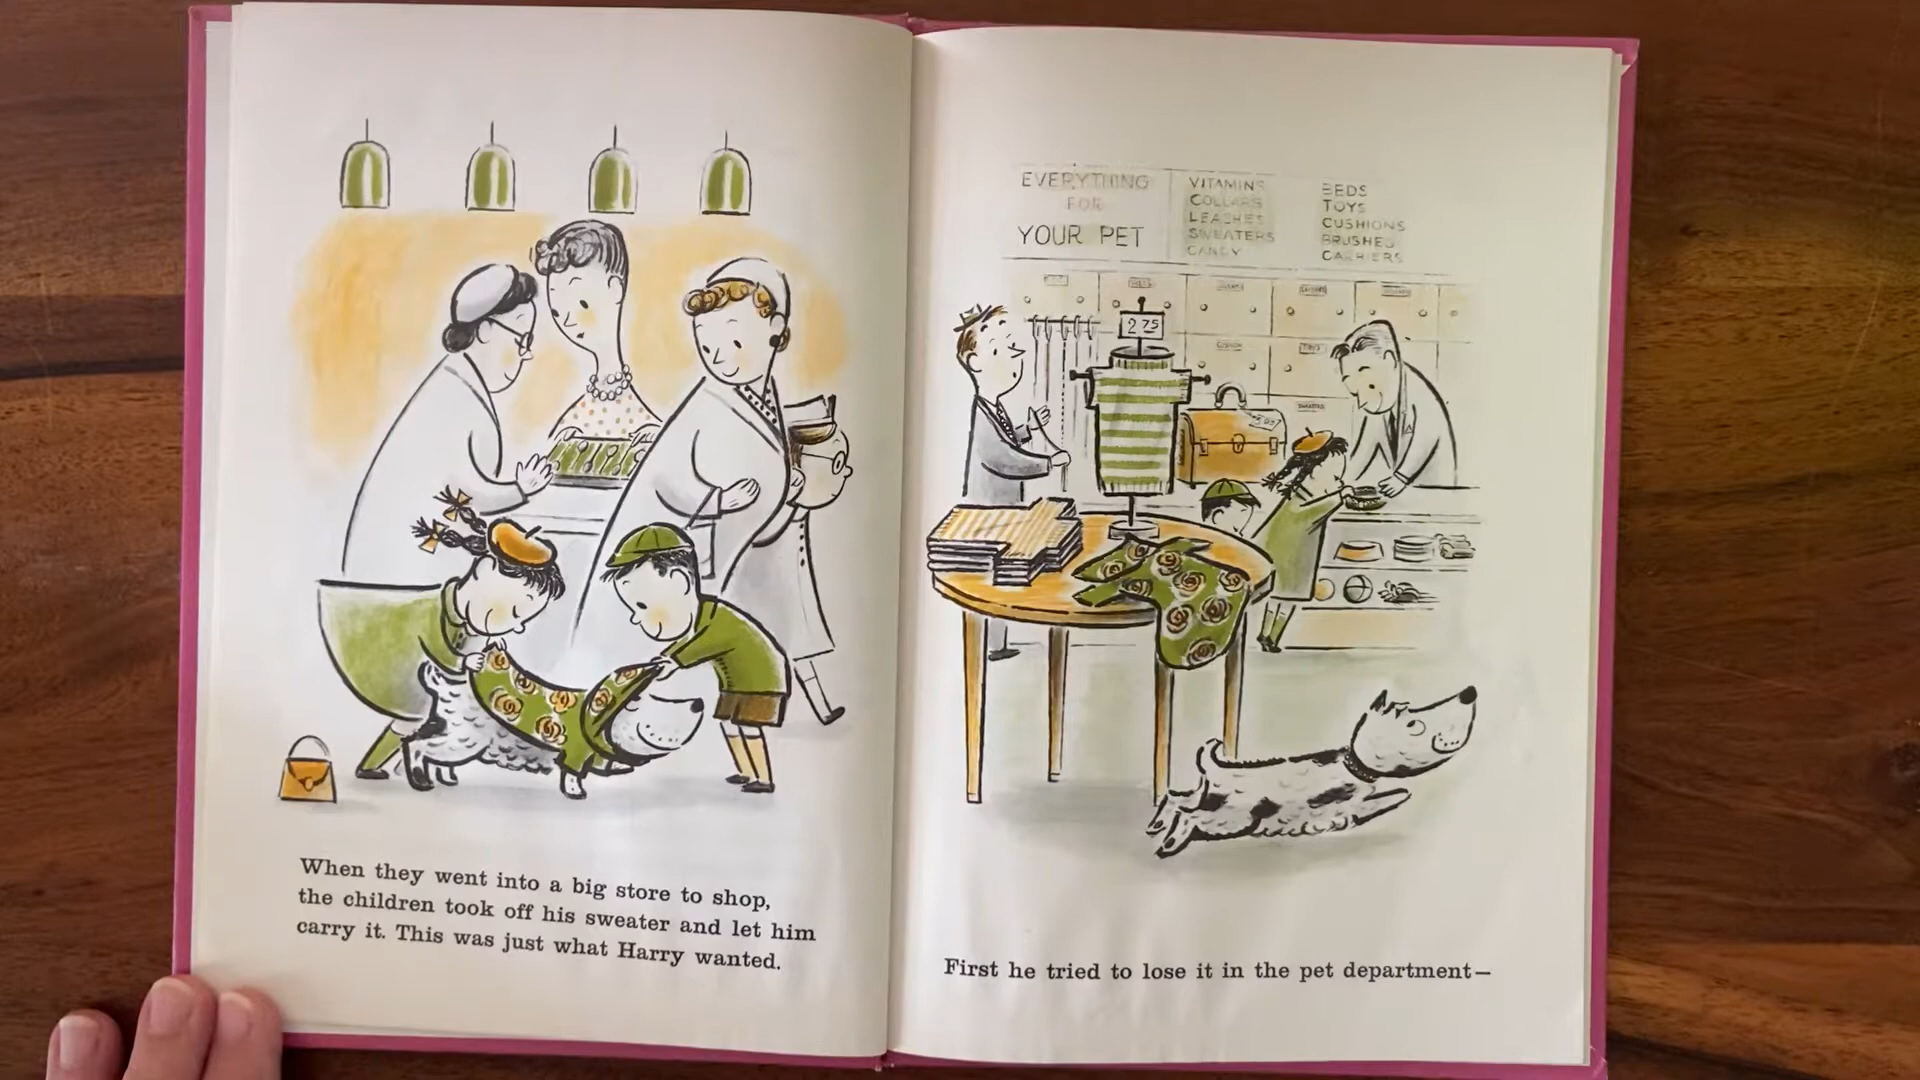 When they went into a big store to shop,
the children took off his sweater and let him
carry it. This was just what Harry wanted.
EVERYTHING
FOR
YOUR PET
VITAMINS
COLLARS
LEASHES
SWEATERS
CANDY
BEDS
TOYS
CUSHIONS
BRUSHES
CARRIERS
2 75
First he tried to lose it in the pet department—